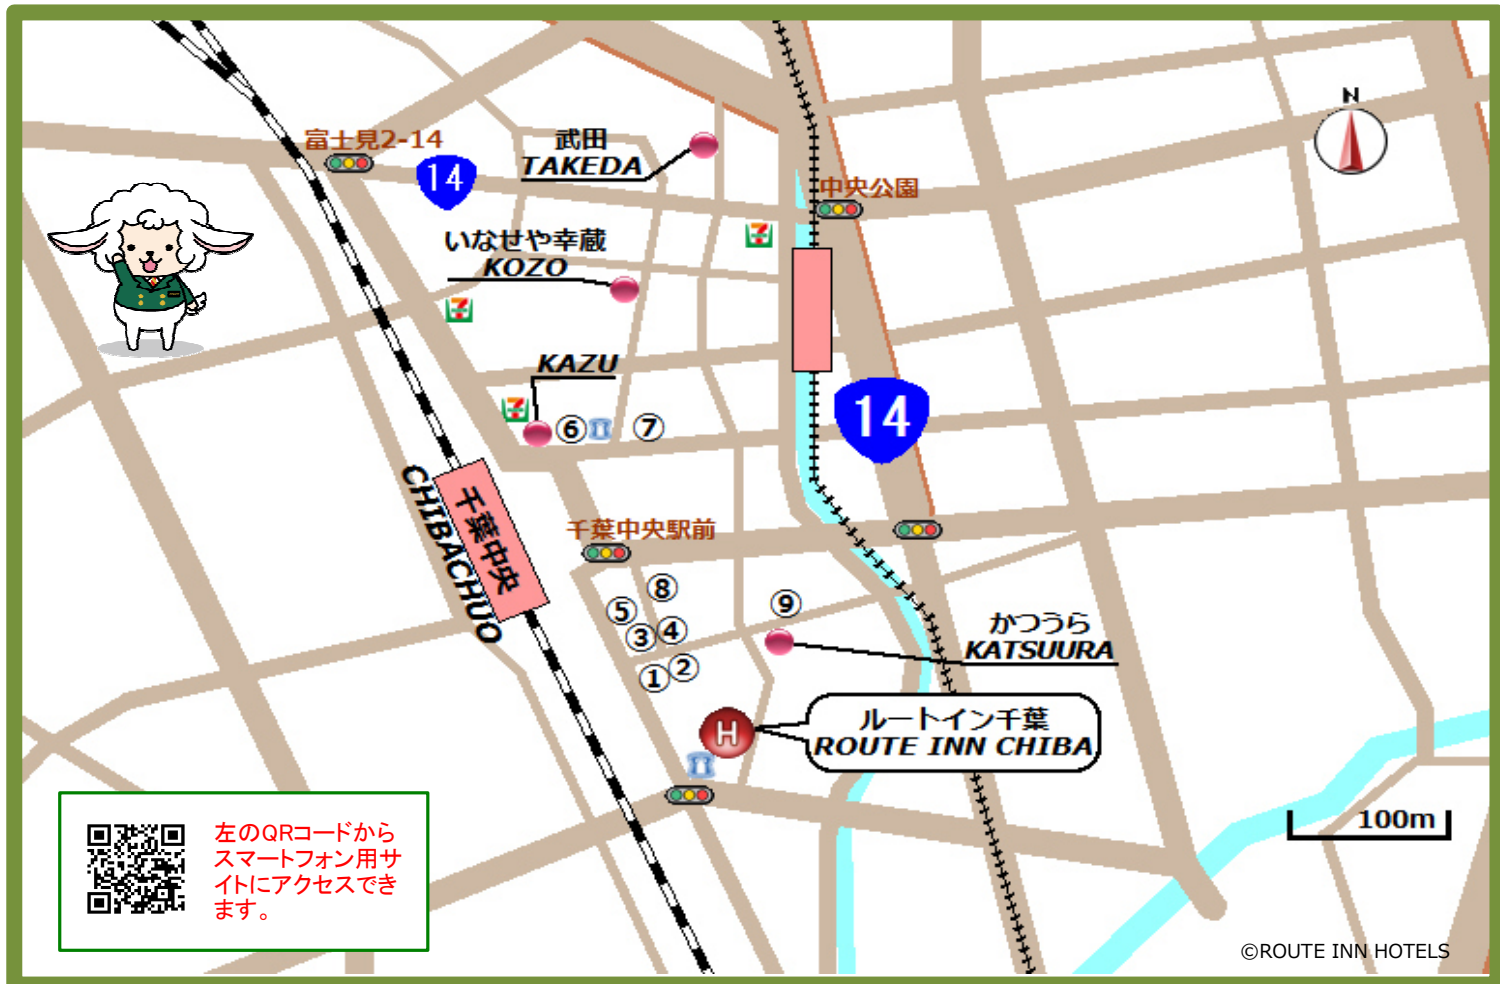 N
富士見2-14
武田
TAKEDA
14
中央公園
いなせや幸蔵
KOZO
7
7
KAZU
7
⑥
⑦
14
千葉中央
CHIBACHUO
千葉中央駅前
⑧
⑤
⑨
④
③
かつうら
KATSUURA
②
①
H
ルートイン千葉
ROUTE INN CHIBA
100m
左のQRコードから
スマートフォン用サ
イトにアクセスでき
ます。
©ROUTE INN HOTELS